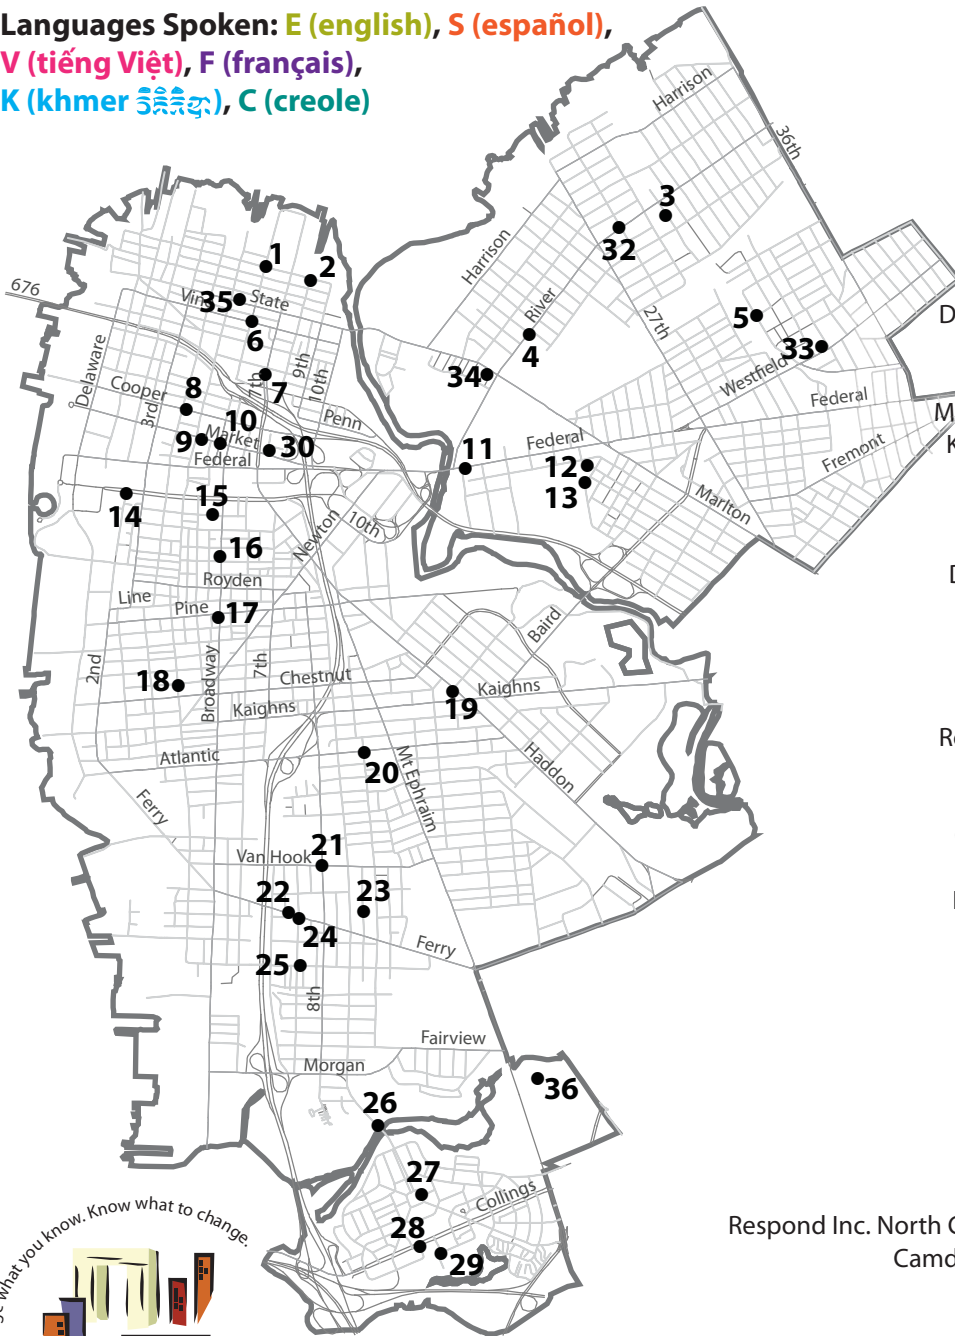 Languages Spoken: E (english), S (español),
V (tiếng Việt), F (français),
K (khmer ), C (creole)
Harrison
36th
3
32
Harrison
1
2
676
Vine
35
State
River
27th
5
33
D
6
4
Delaware
9th
10th
34
Westfield
8
Cooper
7th
7
Federal
3rd
10
Penn
M
9
Market
30
11
Federal
12
Fremont
K
Federal
13
Marlton
14
15
10th
Newton
16
Royden
D
Line
Pine
17
Baird
2nd
18
Broadway
7th
Chestnut
Kaighns
19
Kaighns
Atlantic
20
Mt Ephraim
Haddon
Re
Ferry
Van Hook
21
22
23
24
Ferry
25
8th
Fairview
Morgan
36
26
27
Collings
28
29
what you know. Know what to change.
Respond Inc. North
Camd